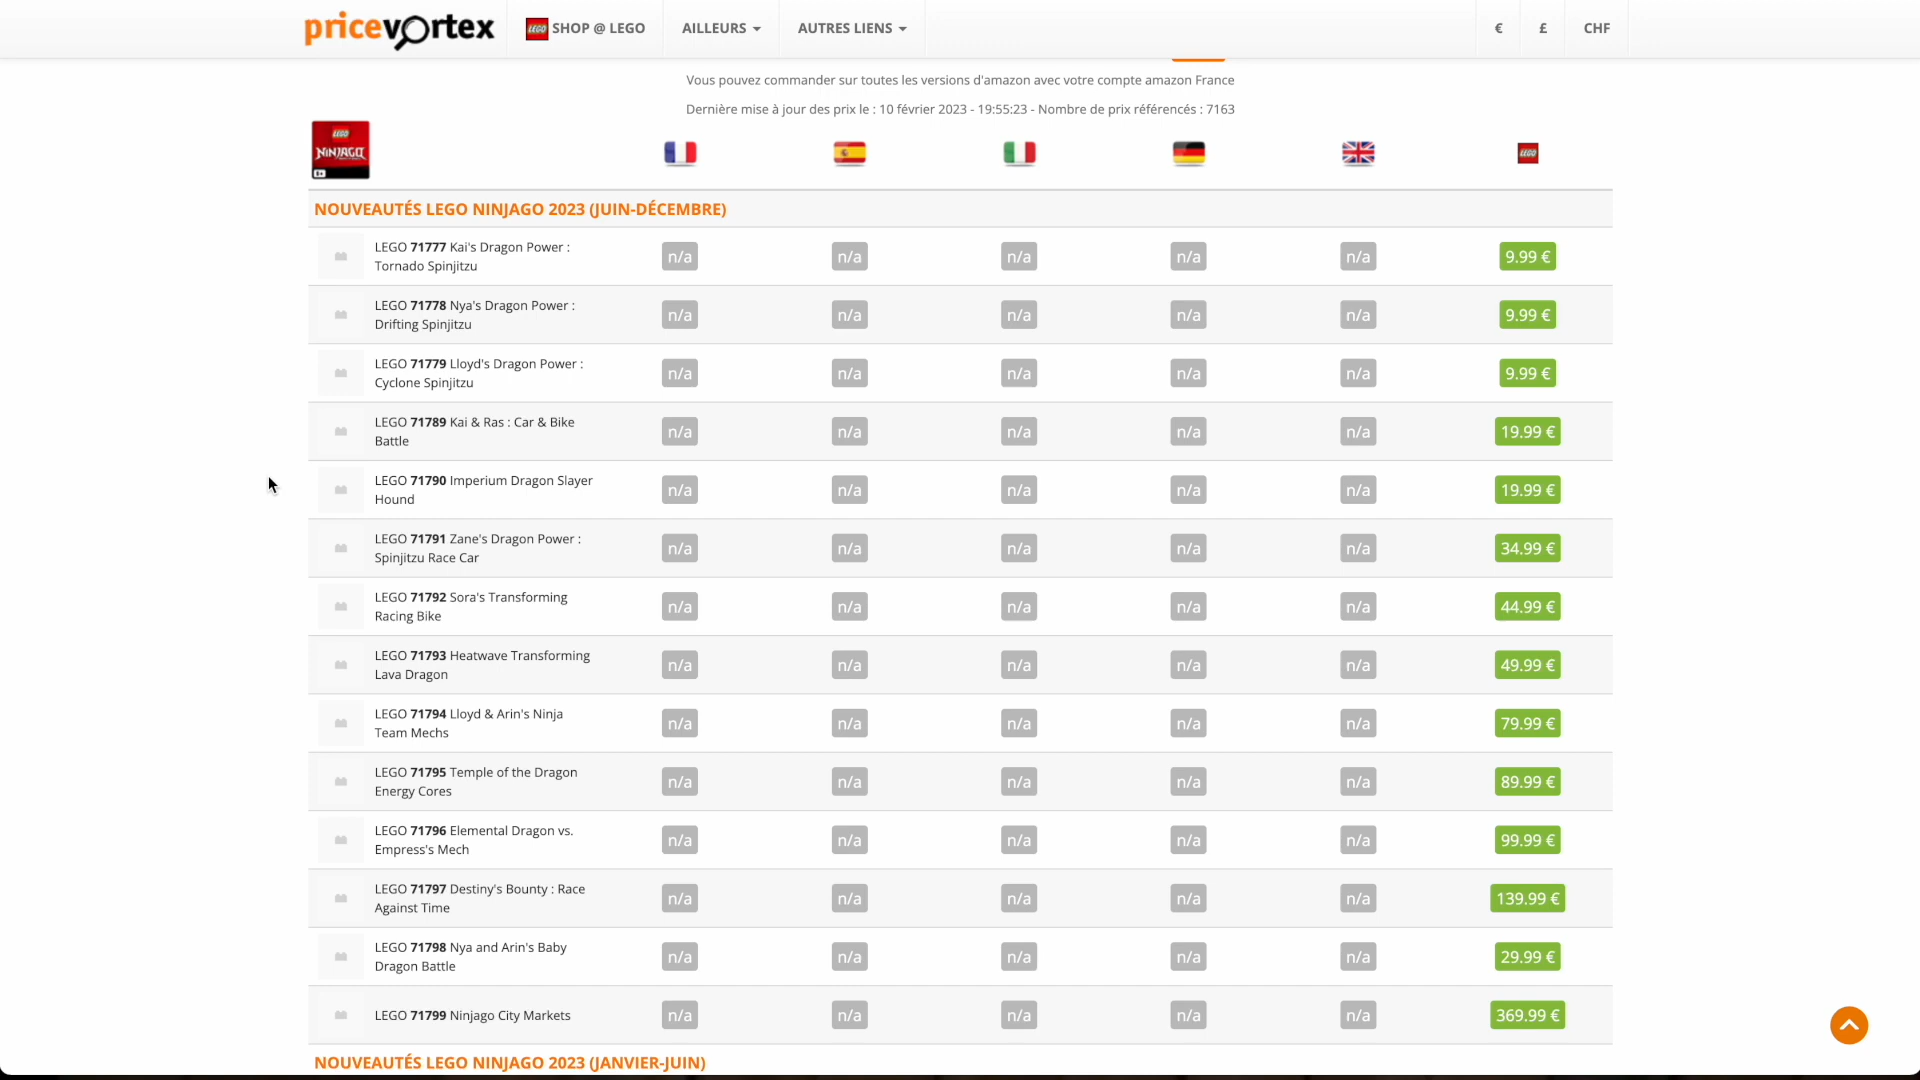 pricevortex
LEGO SHOP @ LEGO AILLEURS AUTRES LIENS € £ CHF
Vous pouvez commander sur toutes les versions d'amazon avec votre compte amazon France
Dernière mise à jour des prix le : 10 février 2023 - 19:55:23 - Nombre de prix référencés : 7163
LEGO
NINJAGO
LEGO
NOUVEAUTÉS LEGO NINJAGO 2023 (JUIN-DÉCEMBRE)
LEGO 71777 Kai's Dragon Power :
Tornado Spinjitzu
n/a n/a n/a n/a n/a 9.99 €
LEGO 71778 Nya's Dragon Power :
Drifting Spinjitzu
n/a n/a n/a n/a n/a 9.99 €
LEGO 71779 Lloyd's Dragon Power :
Cyclone Spinjitzu
n/a n/a n/a n/a n/a 9.99 €
LEGO 71789 Kai & Ras : Car & Bike
Battle
n/a n/a n/a n/a n/a 19.99 €
LEGO 71790 Imperium Dragon Slayer
Hound
n/a n/a n/a n/a n/a 19.99 €
LEGO 71791 Zane's Dragon Power :
Spinjitzu Race Car
n/a n/a n/a n/a n/a 34.99 €
LEGO 71792 Sora's Transforming
Racing Bike
n/a n/a n/a n/a n/a 44.99 €
LEGO 71793 Heatwave Transforming
Lava Dragon
n/a n/a n/a n/a n/a 49.99 €
LEGO 71794 Lloyd & Arin's Ninja
Team Mechs
n/a n/a n/a n/a n/a 79.99 €
LEGO 71795 Temple of the Dragon
Energy Cores
n/a n/a n/a n/a n/a 89.99 €
LEGO 71796 Elemental Dragon vs.
Empress's Mech
n/a n/a n/a n/a n/a 99.99 €
LEGO 71797 Destiny's Bounty : Race
Against Time
n/a n/a n/a n/a n/a 139.99 €
LEGO 71798 Nya and Arin's Baby
Dragon Battle
n/a n/a n/a n/a n/a 29.99 €
LEGO 71799 Ninjago City Markets
n/a n/a n/a n/a n/a 369.99 €
NOUVEAUTÉS LEGO NINJAGO 2023 (JANVIER-JUIN)